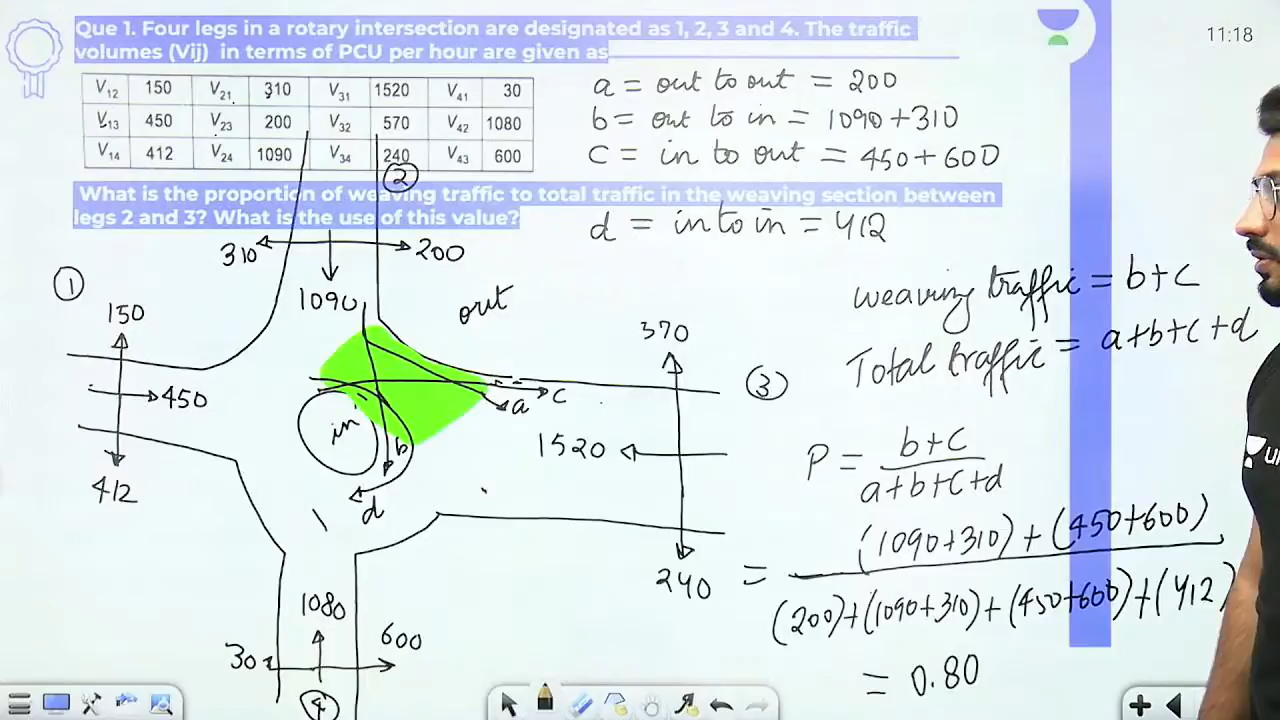 Que 1. Four legs in a rotary intersection are designated as 1, 2, 3 and 4. The traffic
volumes (Vij) in terms of PCU per hour are given as
11:18
V12 150 V21 310 V31 1520 V41 30
V13 450 V23 200 V32 570 V42 1080
V14 412 V24 1090 V34 240 V43 600
a = out to out = 200
b = out to in = 1090+310
c = in to out = 450+600
What is the proportion of weaving traffic to total traffic in the weaving section between
legs 2 and 3? What is the use of this value?
d = in to in = 412
2
310 200
1090
out
1
150
450
412
in
a
c
b
d
370
1520
240
3
1080
30 600
4
weaving traffic = b+c
Total traffic = a+b+c+d
P = b+c
a+b+c+d
= (1090+310) + (450+600)
(200)+(1090+310)+(450+600)+(412)
= 0.80